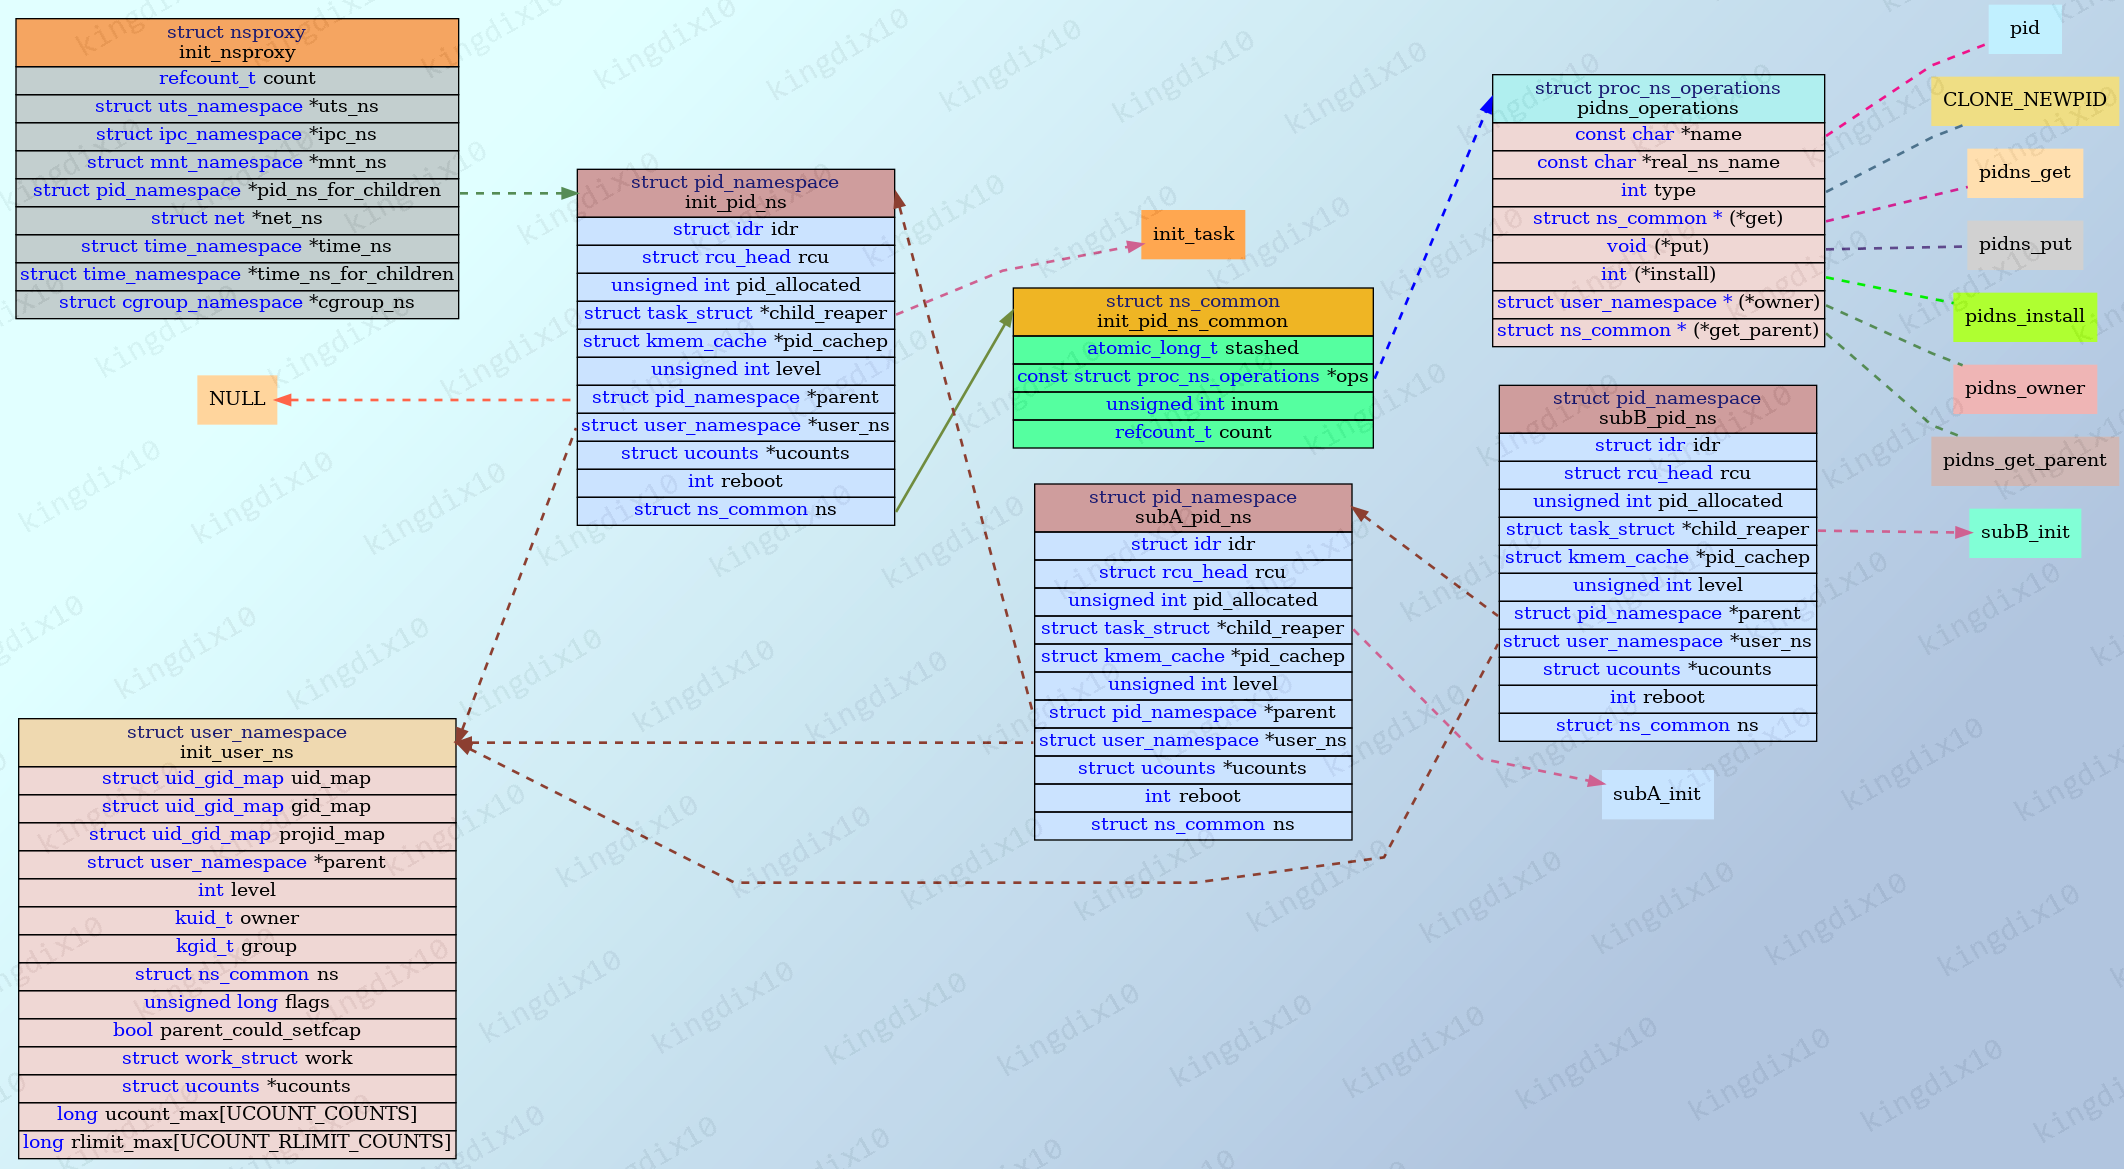 struct nsproxy
init_nsproxy
refcount_t count
struct uts_namespace *uts_ns
struct ipc_namespace *ipc_ns
struct mnt_namespace *mnt_ns
struct pid_namespace *pid_ns_for_children
struct net *net_ns
struct time_namespace *time_ns
struct time_namespace *time_ns_for_children
struct cgroup_namespace *cgroup_ns
NULL
struct user_namespace
init_user_ns
struct uid_gid_map uid_map
struct uid_gid_map gid_map
struct uid_gid_map projid_map
struct user_namespace *parent
int level
kuid_t owner
kgid_t group
struct ns_common ns
unsigned long flags
bool parent_could_setfcap
struct work_struct work
struct ucounts *ucounts
long ucount_max[UCOUNT_COUNTS]
long rlimit_max[UCOUNT_RLIMIT_COUNTS]
struct pid_namespace
init_pid_ns
struct idr idr
struct rcu_head rcu
unsigned int pid_allocated
struct task_struct *child_reaper
struct kmem_cache *pid_cachep
unsigned int level
struct pid_namespace *parent
struct user_namespace *user_ns
struct ucounts *ucounts
int reboot
struct ns_common ns
init_task
struct ns_common
init_pid_ns_common
atomic_long_t stashed
const struct proc_ns_operations *ops
unsigned int inum
refcount_t count
struct pid_namespace
subA_pid_ns
struct idr idr
struct rcu_head rcu
unsigned int pid_allocated
struct task_struct *child_reaper
struct kmem_cache *pid_cachep
unsigned int level
struct pid_namespace *parent
struct user_namespace *user_ns
struct ucounts *ucounts
int reboot
struct ns_common ns
struct proc_ns_operations
pidns_operations
const char *name
const char *real_ns_name
int type
struct ns_common * (*get)
void (*put)
int (*install)
struct user_namespace * (*owner)
struct ns_common * (*get_parent)
struct pid_namespace
subB_pid_ns
struct idr idr
struct rcu_head rcu
unsigned int pid_allocated
struct task_struct *child_reaper
struct kmem_cache *pid_cachep
unsigned int level
struct pid_namespace *parent
struct user_namespace *user_ns
struct ucounts *ucounts
int reboot
struct ns_common ns
subA_init
pid
CLONE_NEWPID
pidns_get
pidns_put
pidns_install
pidns_owner
pidns_get_parent
subB_init
kingdix10